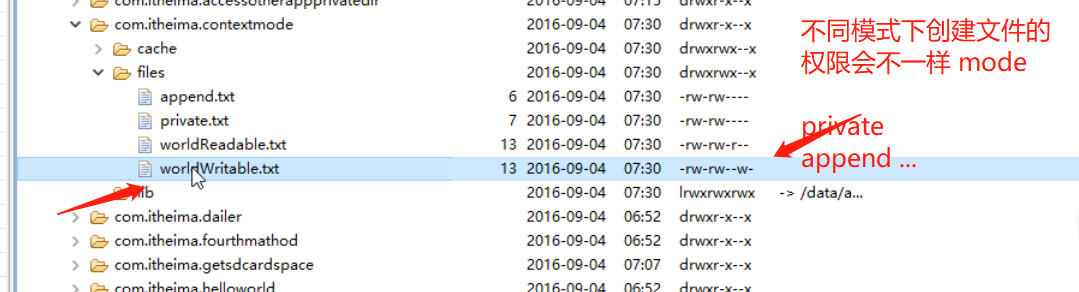 com.itheima.accessotherappprivatedir 2016-09-04 07:15 drwxr-x--x
com.itheima.contextmode 2016-09-04 07:30 drwxr-x--x
不同模式下创建文件的
cache 2016-09-04 07:30 drwxrwx--x
权限会不一样 mode
files 2016-09-04 07:30 drwxrwx--x
append.txt 6 2016-09-04 07:30 -rw-rw----
private.txt 7 2016-09-04 07:30 -rw-rw----
private
worldReadable.txt 13 2016-09-04 07:30 -rw-rw-r--
append ...
worldWritable.txt 13 2016-09-04 07:30 -rw-rw--w-
lib 2016-09-04 07:30 lrwxrwxrwx -> /data/a...
com.itheima.dailer 2016-09-04 06:52 drwxr-x--x
com.itheima.fourthmathod 2016-09-04 06:52 drwxr-x--x
com.itheima.getsdcardspace 2016-09-04 07:07 drwxr-x--x
com.itheima.helloworld 2016-09-04 06:52 drwxr-x--x